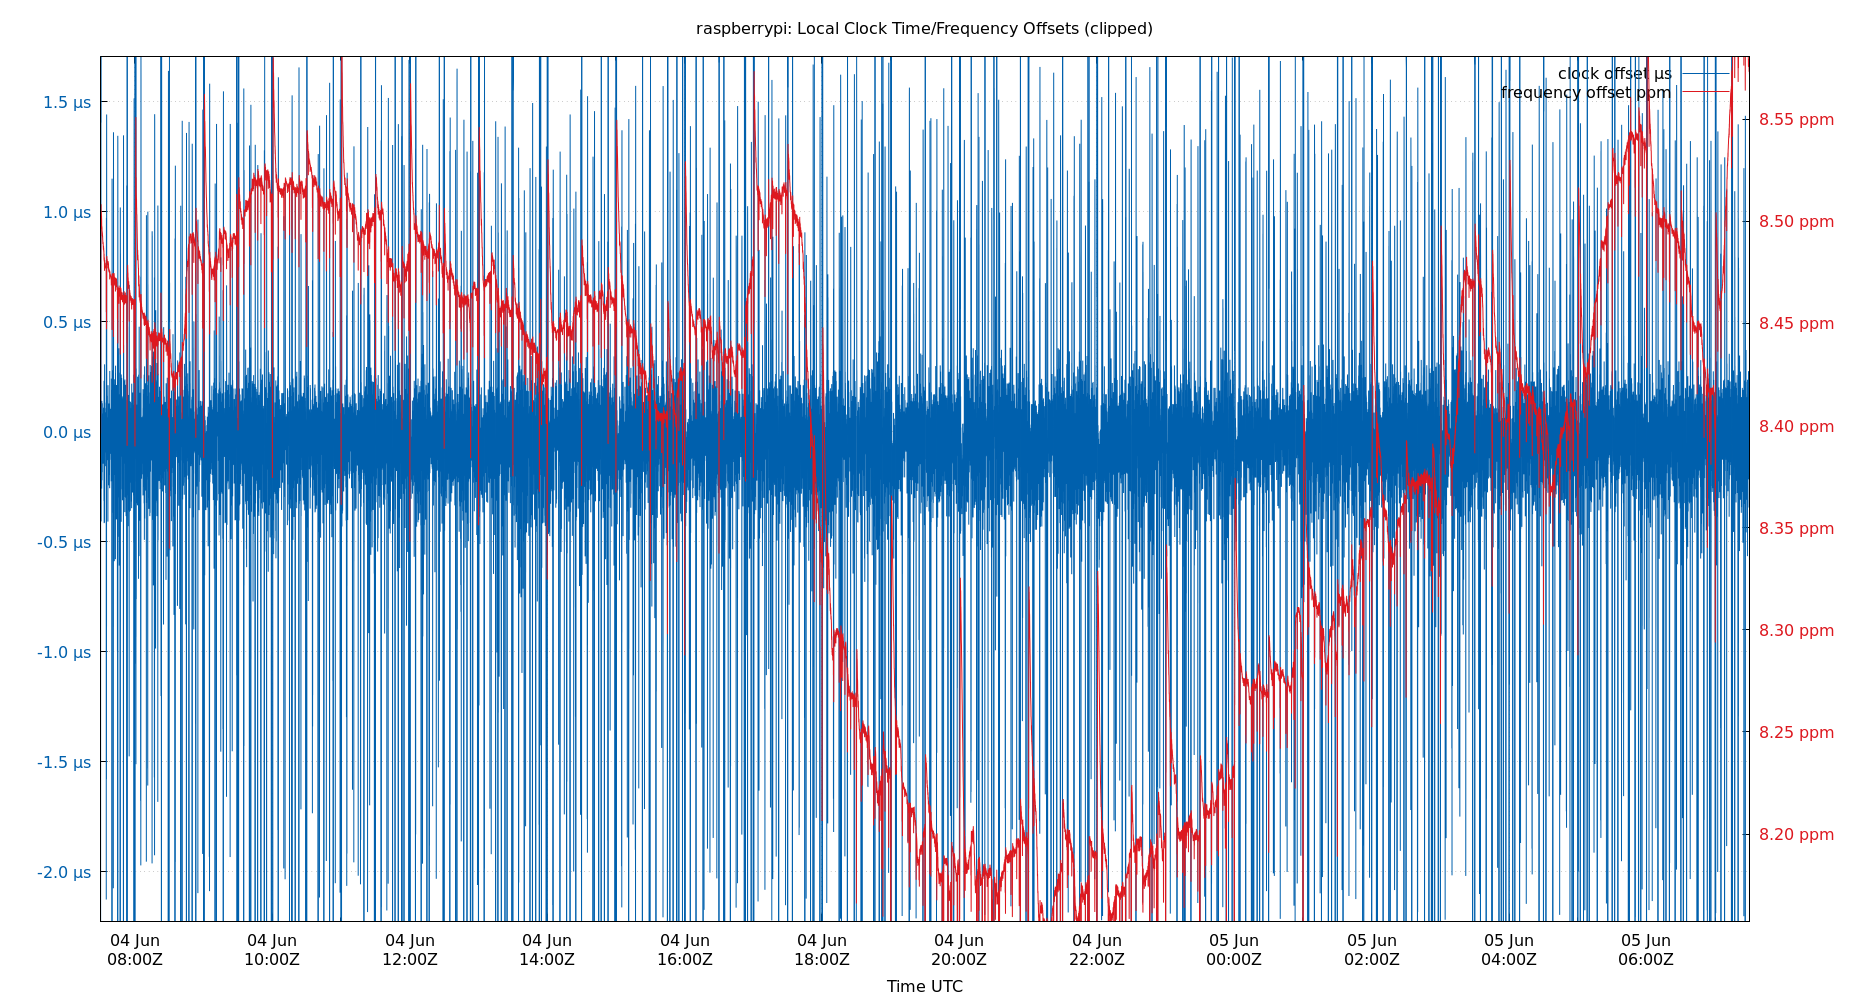 raspberrypi: Local Clock Time/Frequency Offsets (clipped)
clock offset µs
frequency offset ppm
1.5 µs
1.0 µs
0.5 µs
0.0 µs
-0.5 µs
-1.0 µs
-1.5 µs
-2.0 µs
8.55 ppm
8.50 ppm
8.45 ppm
8.40 ppm
8.35 ppm
8.30 ppm
8.25 ppm
8.20 ppm
04 Jun 04 Jun 04 Jun 04 Jun 04 Jun 04 Jun 04 Jun 04 Jun 05 Jun 05 Jun 05 Jun 05 Jun
08:00Z 10:00Z 12:00Z 14:00Z 16:00Z 18:00Z 20:00Z 22:00Z 00:00Z 02:00Z 04:00Z 06:00Z
Time UTC